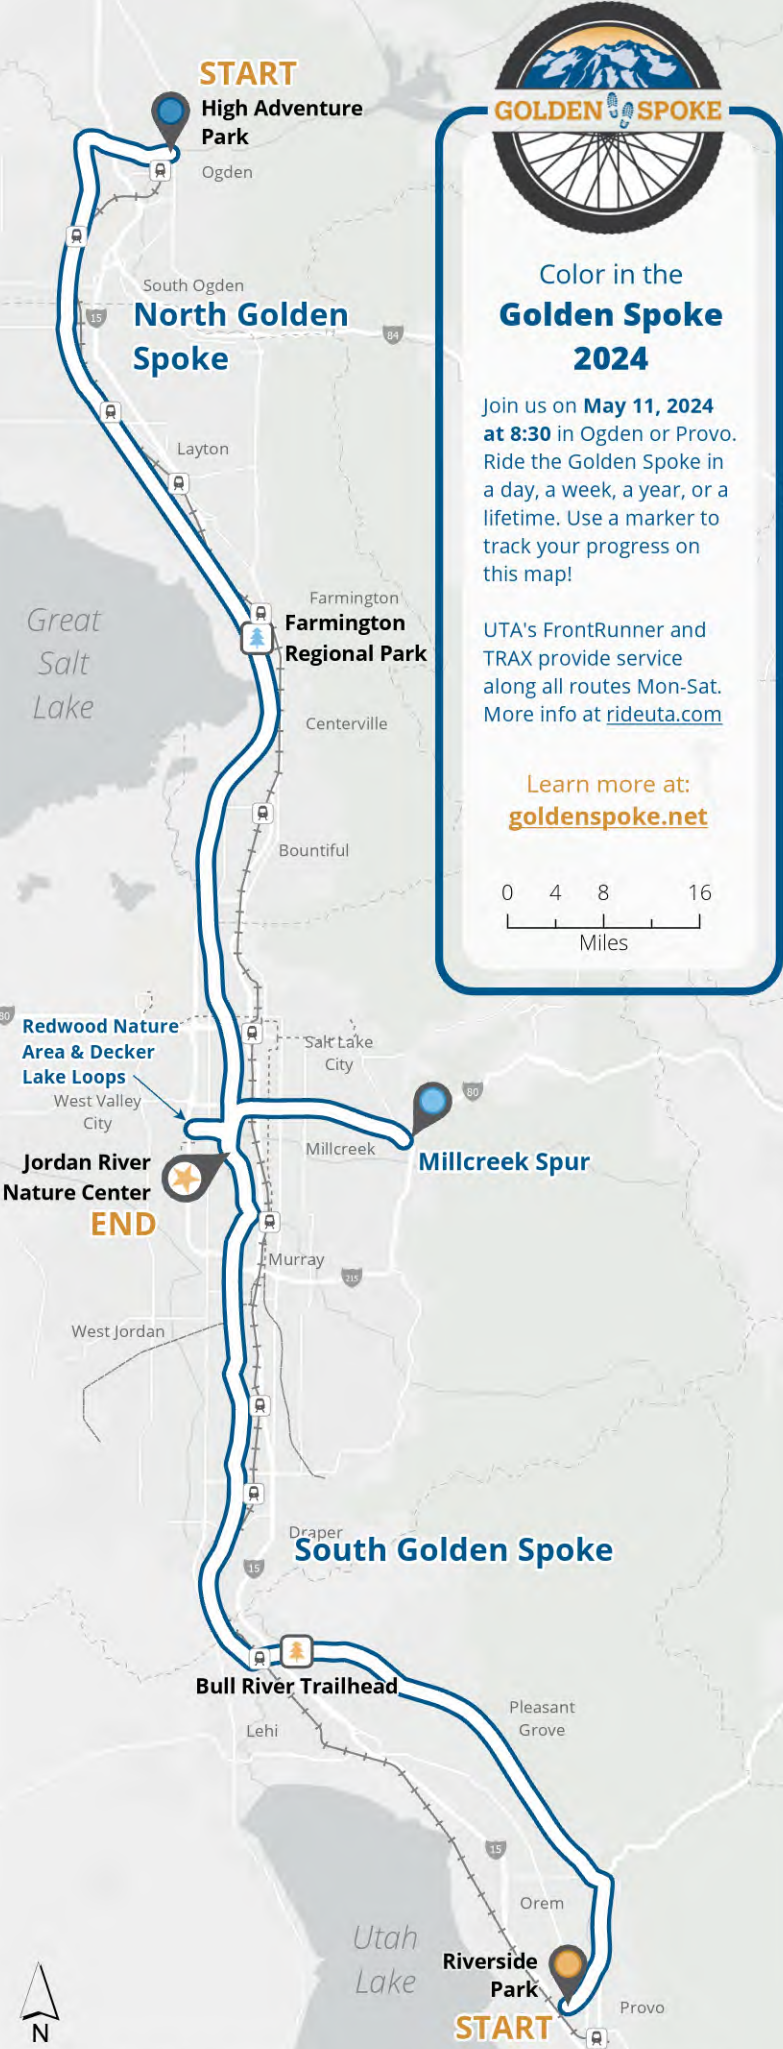 START
High Adventure
Park
Ogden
GOLDEN SPOKE
Color in the
Golden Spoke
2024
Join us on May 11, 2024
at 8:30 in Ogden or Provo.
Ride the Golden Spoke in
a day, a week, a year, or a
lifetime. Use a marker to
track your progress on
this map!
UTA's FrontRunner and
TRAX provide service
along all routes Mon-Sat.
More info at rideuta.com
Learn more at:
goldenspoke.net
0 4 8 16
Miles
South Ogden
North Golden
Spoke
15
84
Layton
Great
Salt
Lake
Farmington
Farmington
Regional Park
Centerville
Bountiful
80
Redwood Nature
Area & Decker
Lake Loops
Salt Lake
City
West Valley
City
80
Millcreek
Millcreek Spur
Jordan River
Nature Center
END
Murray
215
West Jordan
Draper
South Golden Spoke
15
Bull River Trailhead
Lehi
Pleasant
Grove
15
Orem
Utah
Lake
Riverside
Park
START
Provo
N